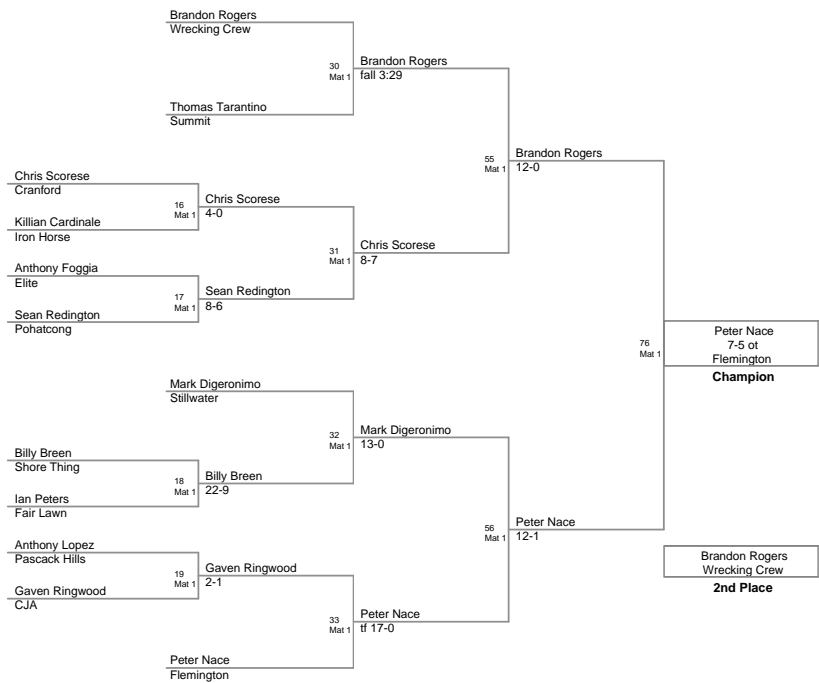 Brandon Rogers
Wrecking Crew
30
Mat 1
Brandon Rogers
fall 3:29
Thomas Tarantino
Summit
55
Mat 1
Brandon Rogers
12-0
Chris Scorese
Cranford
16
Mat 1
Chris Scorese
4-0
Killian Cardinale
Iron Horse
31
Mat 1
Chris Scorese
8-7
Anthony Foggia
Elite
17
Mat 1
Sean Redington
8-6
Sean Redington
Pohatcong
76
Mat 1
Peter Nace
7-5 ot
Flemington
Champion
Mark Digeronimo
Stillwater
32
Mat 1
Mark Digeronimo
13-0
Billy Breen
Shore Thing
18
Mat 1
Billy Breen
22-9
Ian Peters
Fair Lawn
56
Mat 1
Peter Nace
12-1
Anthony Lopez
Pascack Hills
19
Mat 1
Gaven Ringwood
2-1
Gaven Ringwood
CJA
33
Mat 1
Peter Nace
tf 17-0
Peter Nace
Flemington
Brandon Rogers
Wrecking Crew
2nd Place